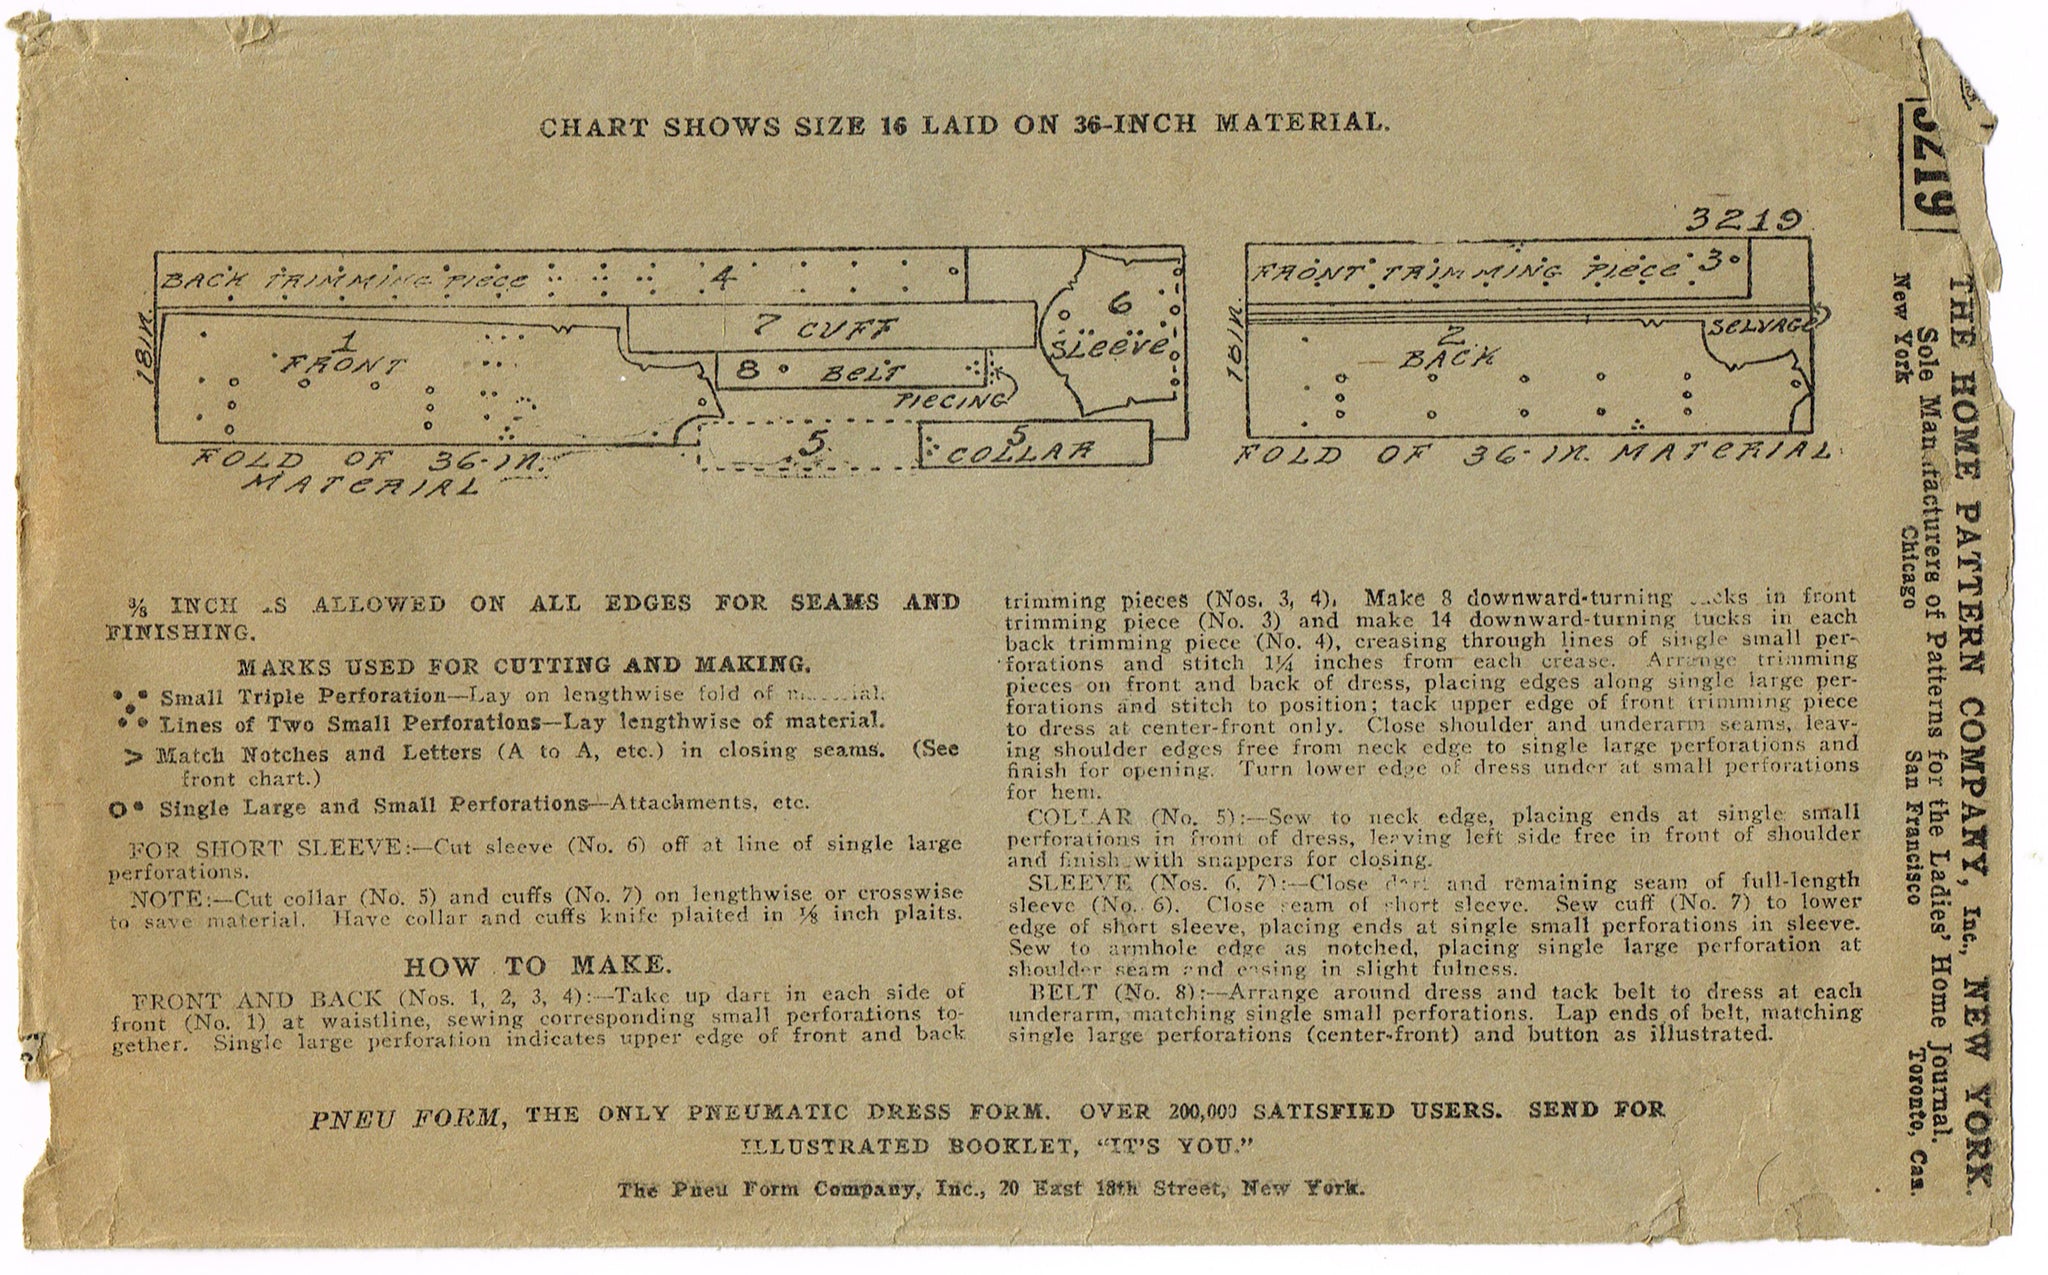 CHART SHOWS SIZE 16 LAID ON 36-INCH MATERIAL.
3219
BACK TRIMMING PIECE 4
18IN.
1
FRONT
7 CUFF
8 BELT
PIECING
6
SLEEVE
5
5
COLLAR
FOLD OF 36-IN.
MATERIAL
FRONT TRIMMING PIECE 3
18IN.
SELVAGE
2
BACK
FOLD OF 36-IN. MATERIAL
⅜ INCH IS ALLOWED ON ALL EDGES FOR SEAMS AND
FINISHING.
MARKS USED FOR CUTTING AND MAKING.
Small Triple Perforation—Lay on lengthwise fold of
Lines of Two Small Perforations—Lay lengthwise of material.
Match Notches and Letters (A to A, etc.) in closing seams. (See
front chart.)
Single Large and Small Perforations—Attachments, etc.
FOR SHORT SLEEVE:—Cut sleeve (No. 6) off at line of single large
perforations.
NOTE:—Cut collar (No. 5) and cuffs (No. 7) on lengthwise or crosswise
to save material. Have collar and cuffs knife plaited in ⅛ inch plaits.
HOW TO MAKE.
FRONT AND BACK (Nos. 1, 2, 3, 4):—Take up dart in each side of
front (No. 1) at waistline, sewing corresponding small perforations to-
gether. Single large perforation indicates upper edge of front and back
trimming pieces (Nos. 3, 4). Make 8 downward-turning tucks in front
trimming piece (No. 3) and make 14 downward-turning tucks in each
back trimming piece (No. 4), creasing through lines of single small per-
forations and stitch 1¼ inches from each crease. Arrange trimming
pieces on front and back of dress, placing edges along single large per-
forations and stitch to position; tack upper edge of front trimming piece
to dress at center-front only. Close shoulder and underarm seams, leav-
ing shoulder edges free from neck edge to single large perforations and
finish for opening. Turn lower edge of dress under at small perforations
for hem.
COLLAR (No. 5):—Sew to neck edge, placing ends at single small
perforations in front of dress, leaving left side free in front of shoulder
and finish with snappers for closing.
SLEEVE (Nos. 6, 7):—Close dart and remaining seam of full-length
sleeve (No. 6). Close seam of short sleeve. Sew cuff (No. 7) to lower
edge of short sleeve, placing ends at single small perforations in sleeve.
Sew to armhole edge as notched, placing single large perforation at
shoulder seam and easing in slight fulness.
BELT (No. 8):—Arrange around dress and tack belt to dress at each
underarm, matching single small perforations. Lap ends of belt, matching
single large perforations (center-front) and button as illustrated.
PNEU FORM, THE ONLY PNEUMATIC DRESS FORM. OVER 200,000 SATISFIED USERS. SEND FOR
ILLUSTRATED BOOKLET, "IT'S YOU."
The Pneu Form Company, Inc., 20 East 18th Street, New York.
3219
THE HOME PATTERN COMPANY, Inc., NEW YORK.
Sole Manufacturers of Patterns for the Ladies' Home Journal.
New York Chicago San Francisco Toronto, Can.